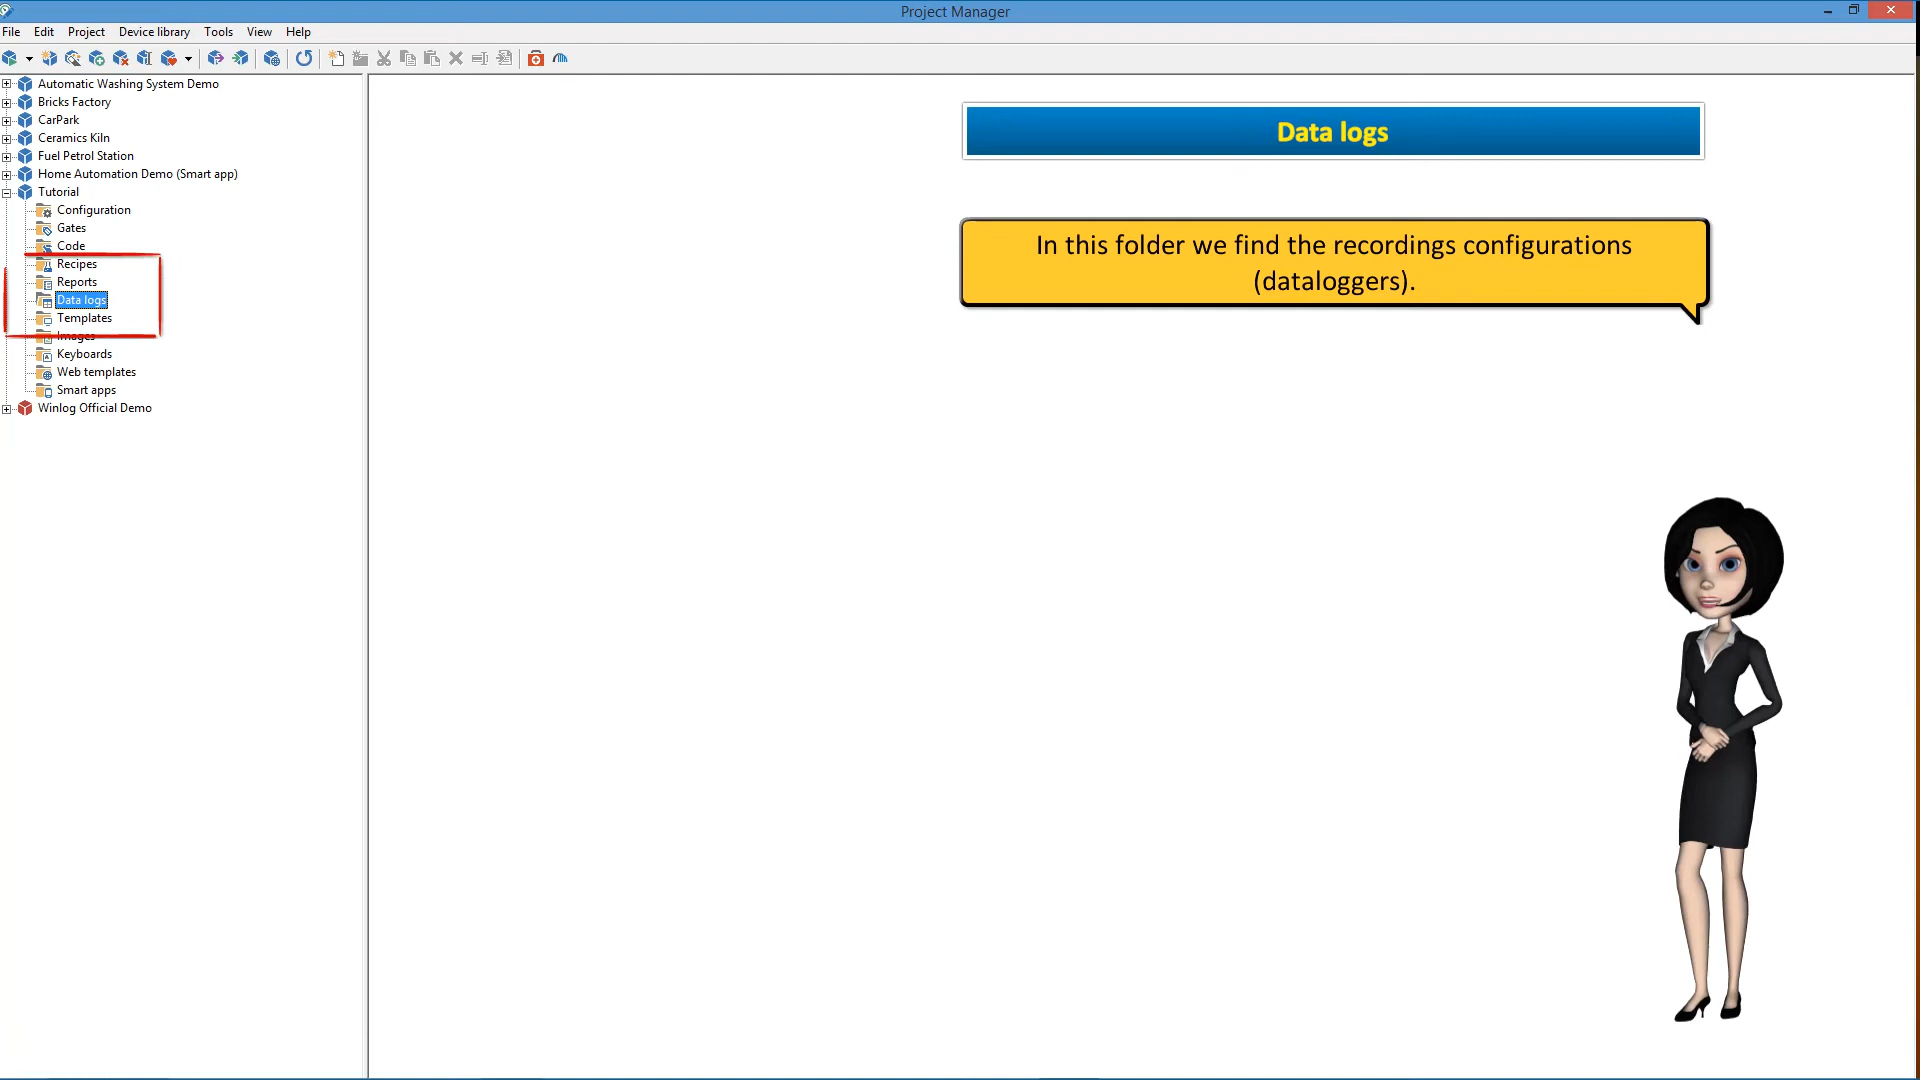 Project Manager
File Edit Project Device library Tools View Help
Automatic Washing System Demo
Bricks Factory
CarPark
Ceramics Kiln
Fuel Petrol Station
Home Automation Demo (Smart app)
Tutorial
Configuration
Gates
Code
Recipes
Reports
Data logs
Templates
Images
Keyboards
Web templates
Smart apps
Winlog Official Demo
Data logs
In this folder we find the recordings configurations
(dataloggers).